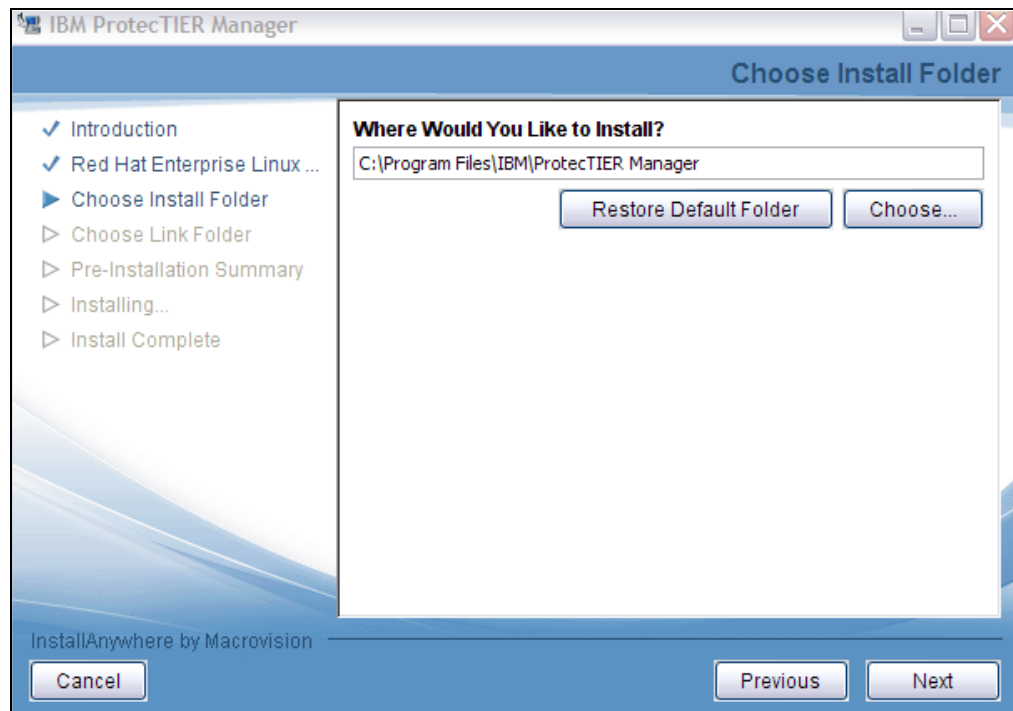 IBM ProtecTIER Manager
Choose Install Folder
Introduction
Red Hat Enterprise Linux ...
Choose Install Folder
Choose Link Folder
Pre-Installation Summary
Installing...
Install Complete
Where Would You Like to Install?
C:\Program Files\IBM\ProtecTIER Manager
Restore Default Folder
Choose...
InstallAnywhere by Macrovision
Cancel
Previous
Next